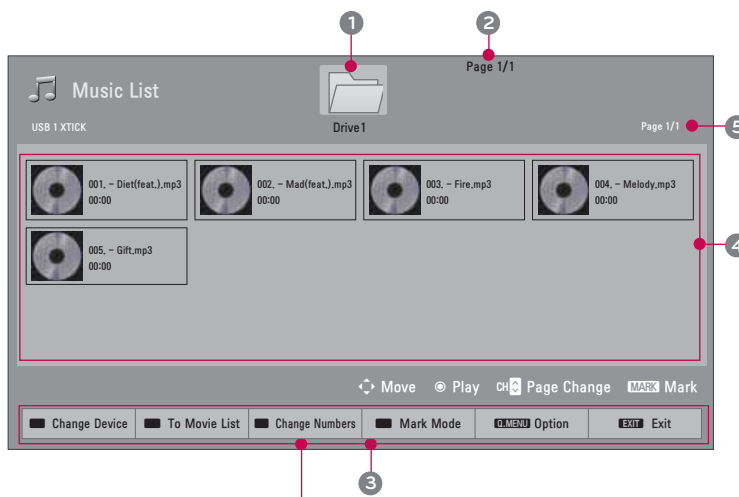 1
2
Page 1/1
Music List
USB 1 XTICK
Drive1
Page 1/1
5
001. - Diet(feat.).mp3
00:00
002. - Mad(feat.).mp3
00:00
003. - Fire.mp3
00:00
004. - Melody.mp3
00:00
4
005. - Gift.mp3
00:00
Move
Play
CH Page Change
MARK Mark
Change Device
To Movie List
Change Numbers
Mark Mode
Q.MENU Option
EXIT Exit
3